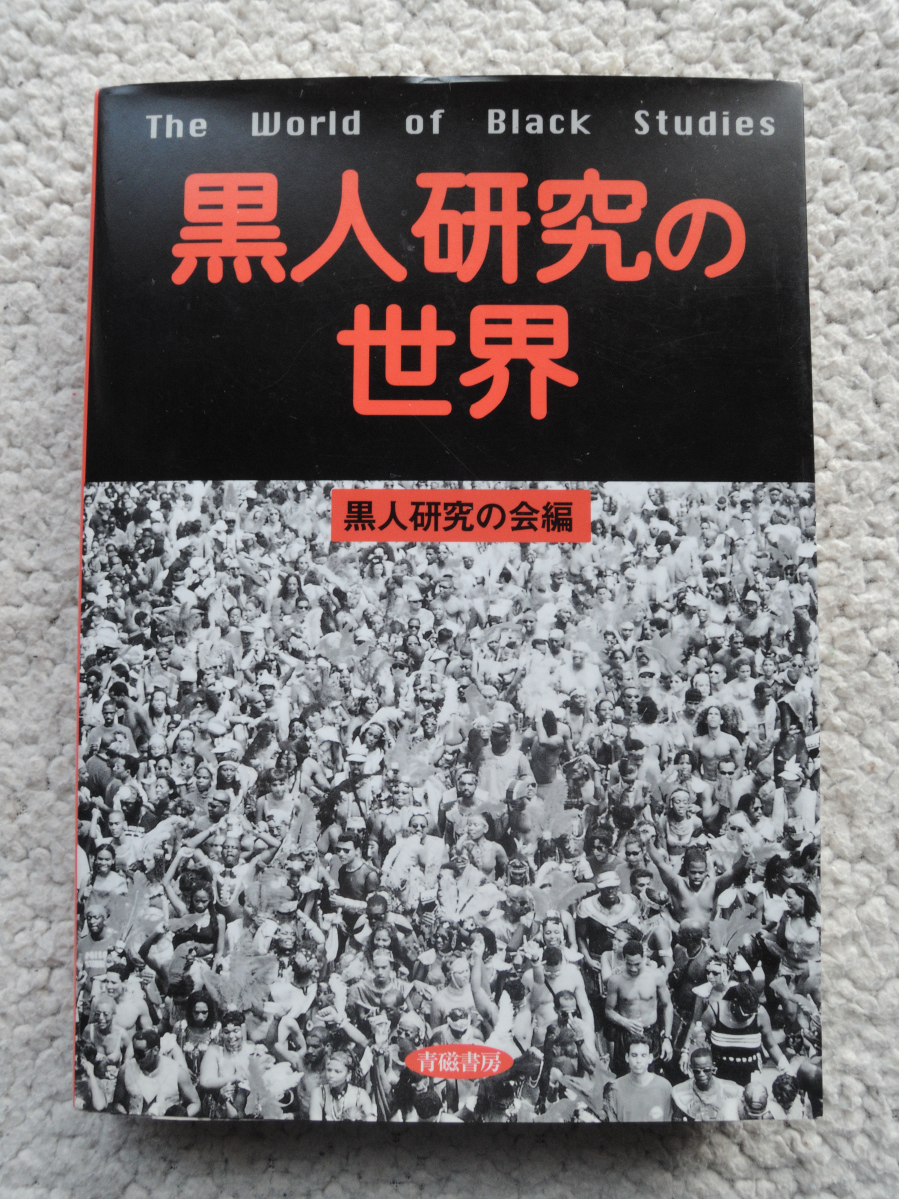 The World of Black Studies
黒人研究の
世界
黒人研究の会編
青磁書房